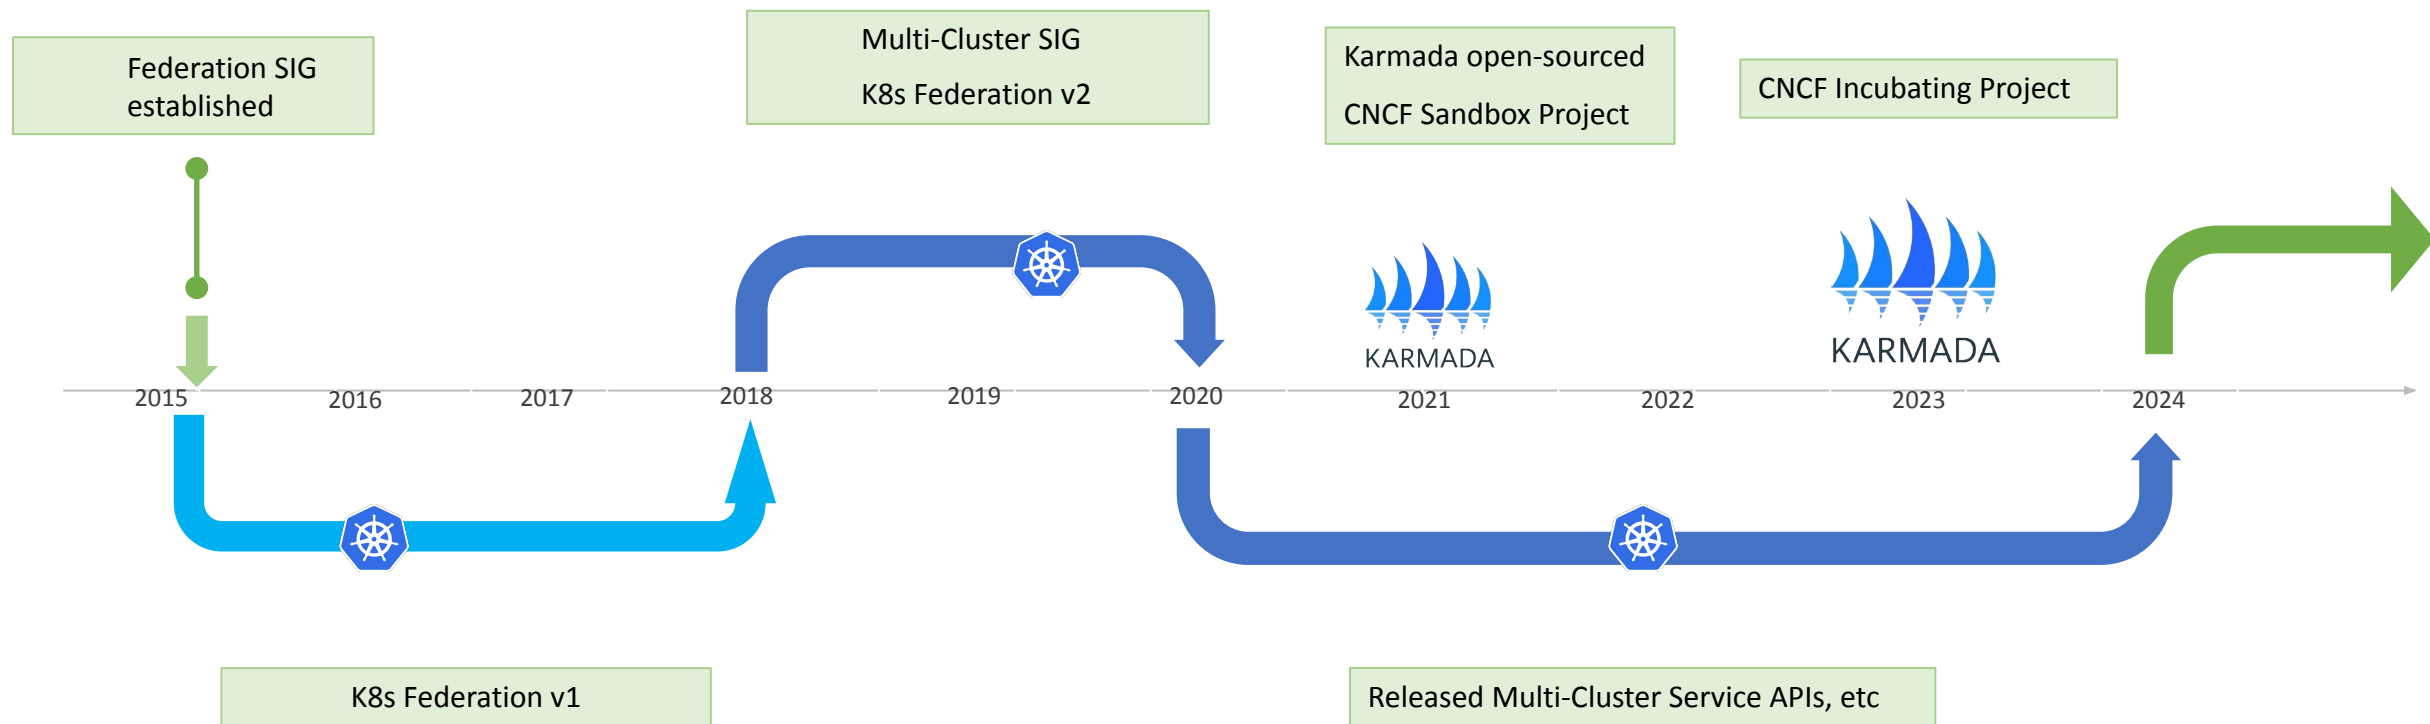 Federation SIG
established
Multi-Cluster SIG
K8s Federation v2
Karmada open-sourced
CNCF Sandbox Project
CNCF Incubating Project
KARMADA
KARMADA
2015
2016
2017
2018
2019
2020
2021
2022
2023
2024
K8s Federation v1
Released Multi-Cluster Service APIs, etc